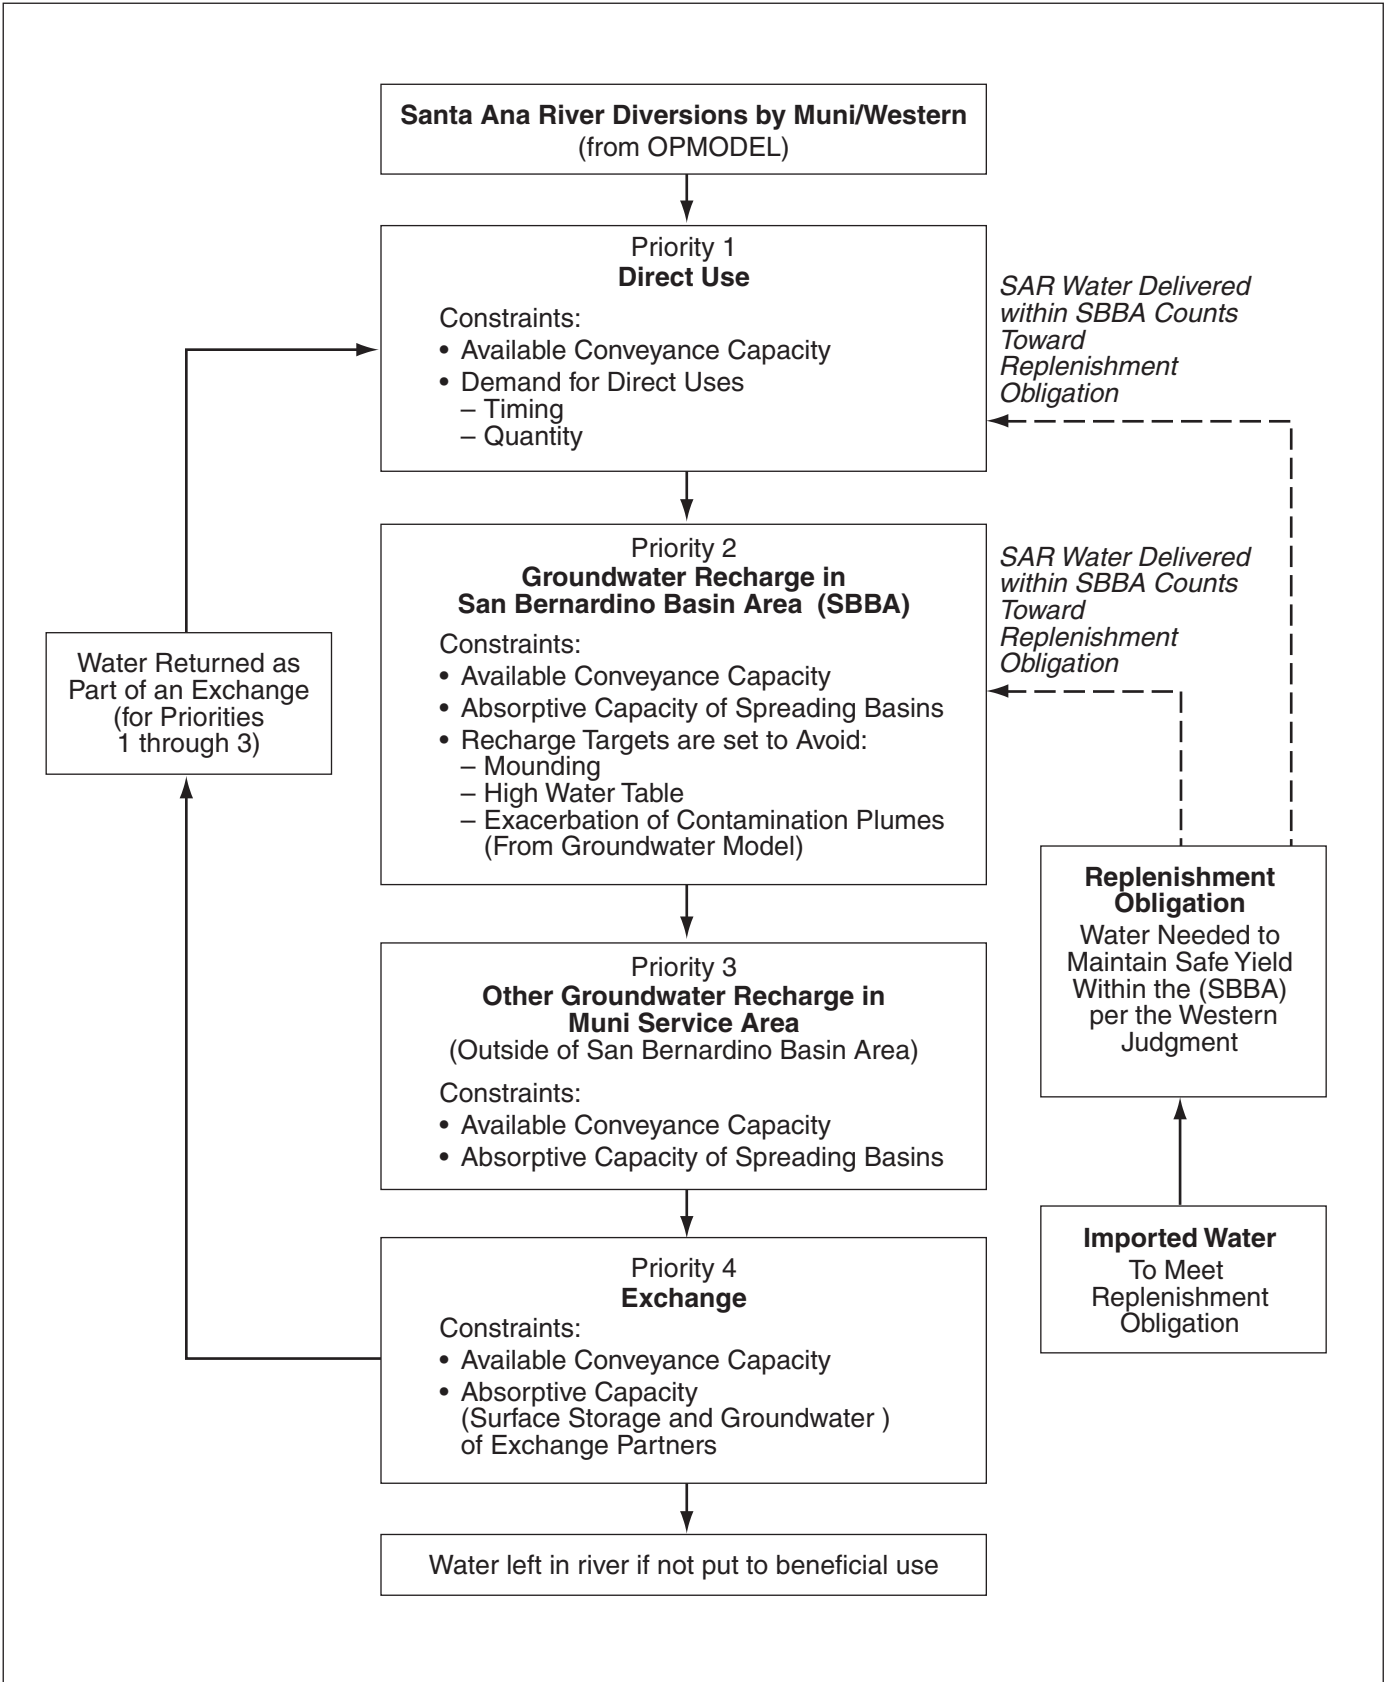 Santa Ana River Diversions by Muni/Western
(from OPMODEL)
Priority 1
Direct Use
Constraints:
• Available Conveyance Capacity
• Demand for Direct Uses
– Timing
– Quantity
SAR Water Delivered
within SBBA Counts
Toward
Replenishment
Obligation
Priority 2
Groundwater Recharge in
San Bernardino Basin Area (SBBA)
Constraints:
• Available Conveyance Capacity
• Absorptive Capacity of Spreading Basins
• Recharge Targets are set to Avoid:
– Mounding
– High Water Table
– Exacerbation of Contamination Plumes
(From Groundwater Model)
SAR Water Delivered
within SBBA Counts
Toward
Replenishment
Obligation
Water Returned as
Part of an Exchange
(for Priorities
1 through 3)
Replenishment
Obligation
Water Needed to
Maintain Safe Yield
Within the (SBBA)
per the Western
Judgment
Priority 3
Other Groundwater Recharge in
Muni Service Area
(Outside of San Bernardino Basin Area)
Constraints:
• Available Conveyance Capacity
• Absorptive Capacity of Spreading Basins
Imported Water
To Meet
Replenishment
Obligation
Priority 4
Exchange
Constraints:
• Available Conveyance Capacity
• Absorptive Capacity
(Surface Storage and Groundwater )
of Exchange Partners
Water left in river if not put to beneficial use